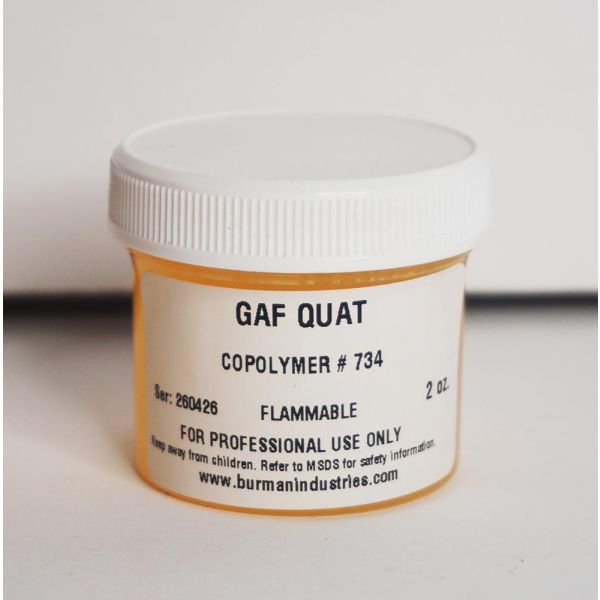 GAF QUAT
COPOLYMER # 734
2 oz.
Ser: 260426
FLAMMABLE
FOR PROFESSIONAL USE ONLY
Keep away from children. Refer to MSDS for safety information.
www.burmanindustries.com